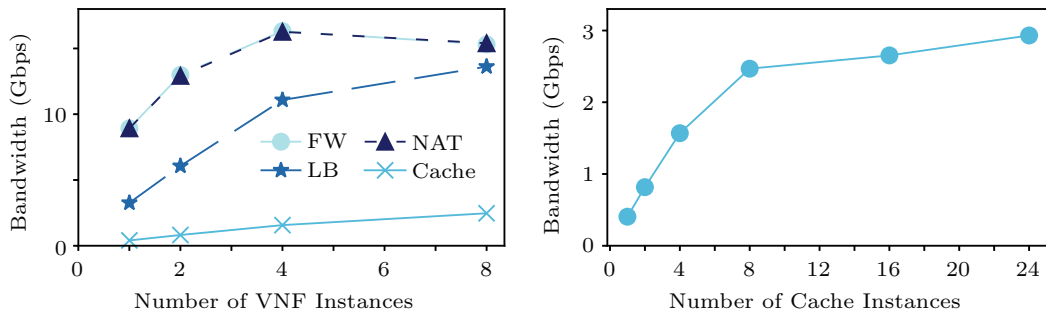 Bandwidth (Gbps)
10
0
FW
NAT
LB
Cache
0 2 4 6 8
Number of VNF Instances
Bandwidth (Gbps)
3
2
1
0
0 4 8 12 16 20 24
Number of Cache Instances